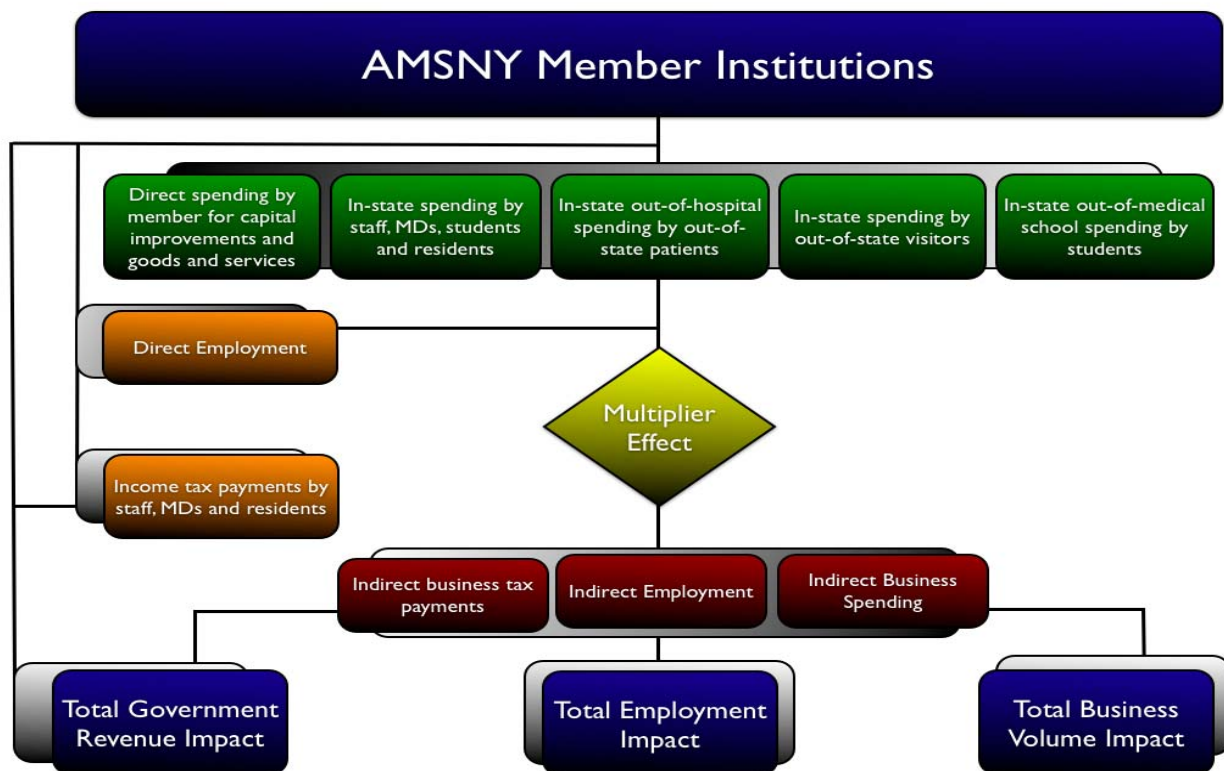 AMSNY Member Institutions
Direct spending by
member for capital
improvements and
goods and services
In-state spending by
staff, MDs, students
and residents
In-state out-of-hospital
spending by out-of-
state patients
In-state spending by
out-of-state visitors
In-state out-of-medical
school spending by
students
Direct Employment
Multiplier
Effect
Income tax payments by
staff, MDs and residents
Indirect business tax
payments
Indirect Employment
Indirect Business
Spending
Total Government
Revenue Impact
Total Employment
Impact
Total Business
Volume Impact